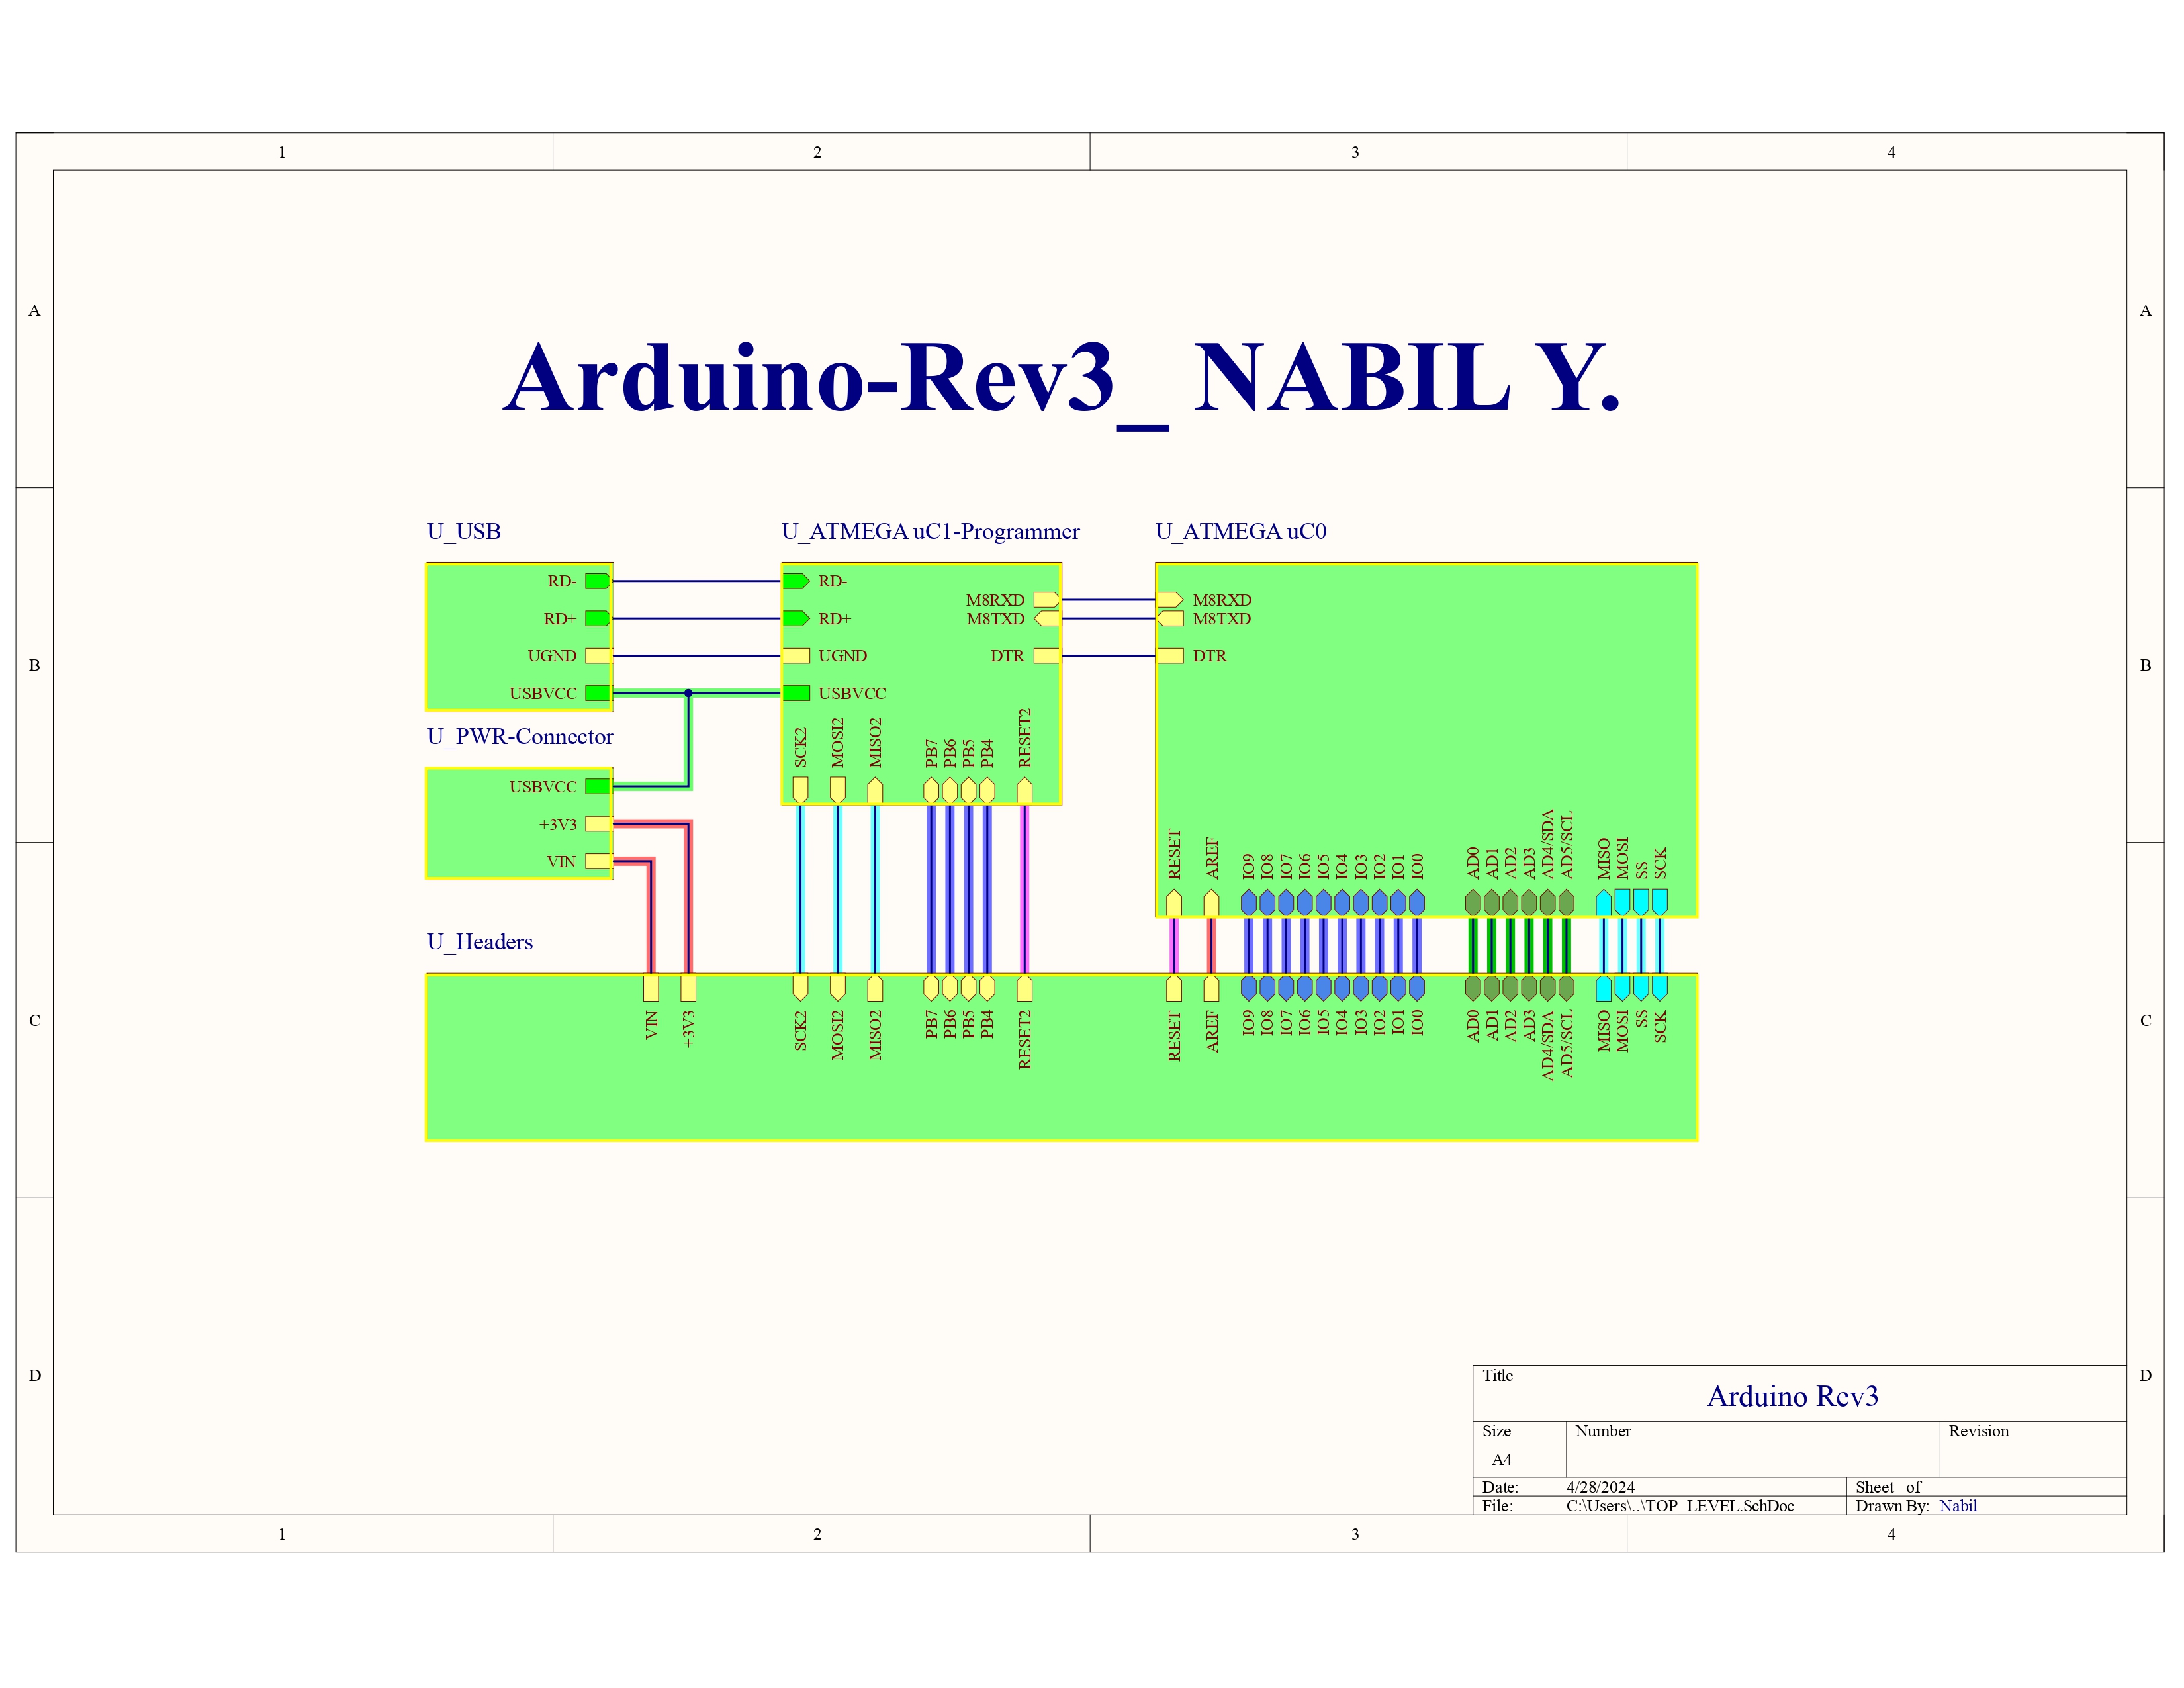 1 2 3 4
A A
Arduino-Rev3_ NABIL Y.
U_USB U_ATMEGA uC1-Programmer U_ATMEGA uC0
RD- RD-
M8RXD M8RXD
RD+ RD+ M8TXD M8TXD
UGND UGND DTR DTR
B B
USBVCC USBVCC
SCK2 MOSI2 MISO2 PB7 PB6 PB5 PB4 RESET2
U_PWR-Connector
USBVCC
+3V3
VIN
RESET AREF IO9 IO8 IO7 IO6 IO5 IO4 IO3 IO2 IO1 IO0 AD0 AD1 AD2 AD3 AD4/SDA AD5/SCL MISO MOSI SS SCK
U_Headers
C C
VIN +3V3 SCK2 MOSI2 MISO2 PB7 PB6 PB5 PB4 RESET2 RESET AREF IO9 IO8 IO7 IO6 IO5 IO4 IO3 IO2 IO1 IO0 AD0 AD1 AD2 AD3 AD4/SDA AD5/SCL MISO MOSI SS SCK
D D
Title
Arduino Rev3
Size Number Revision
A4
Date: 4/28/2024 Sheet of
File: C:\Users\..\TOP_LEVEL.SchDoc Drawn By: Nabil
1 2 3 4